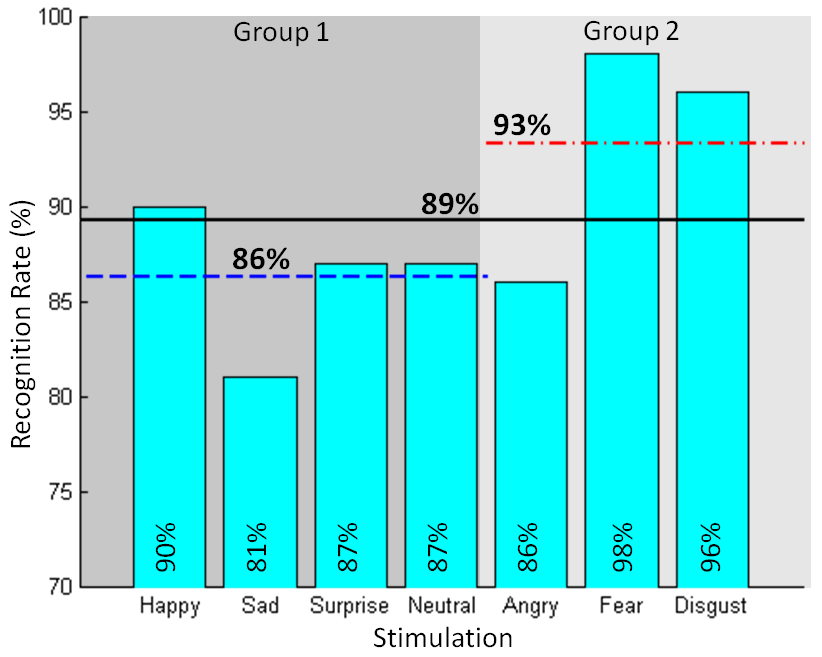 Group 1
Group 2
100
95
90
85
80
75
70
Recognition Rate (%)
93%
89%
86%
90%
81%
87%
87%
86%
98%
96%
Happy
Sad
Surprise
Neutral
Angry
Fear
Disgust
Stimulation